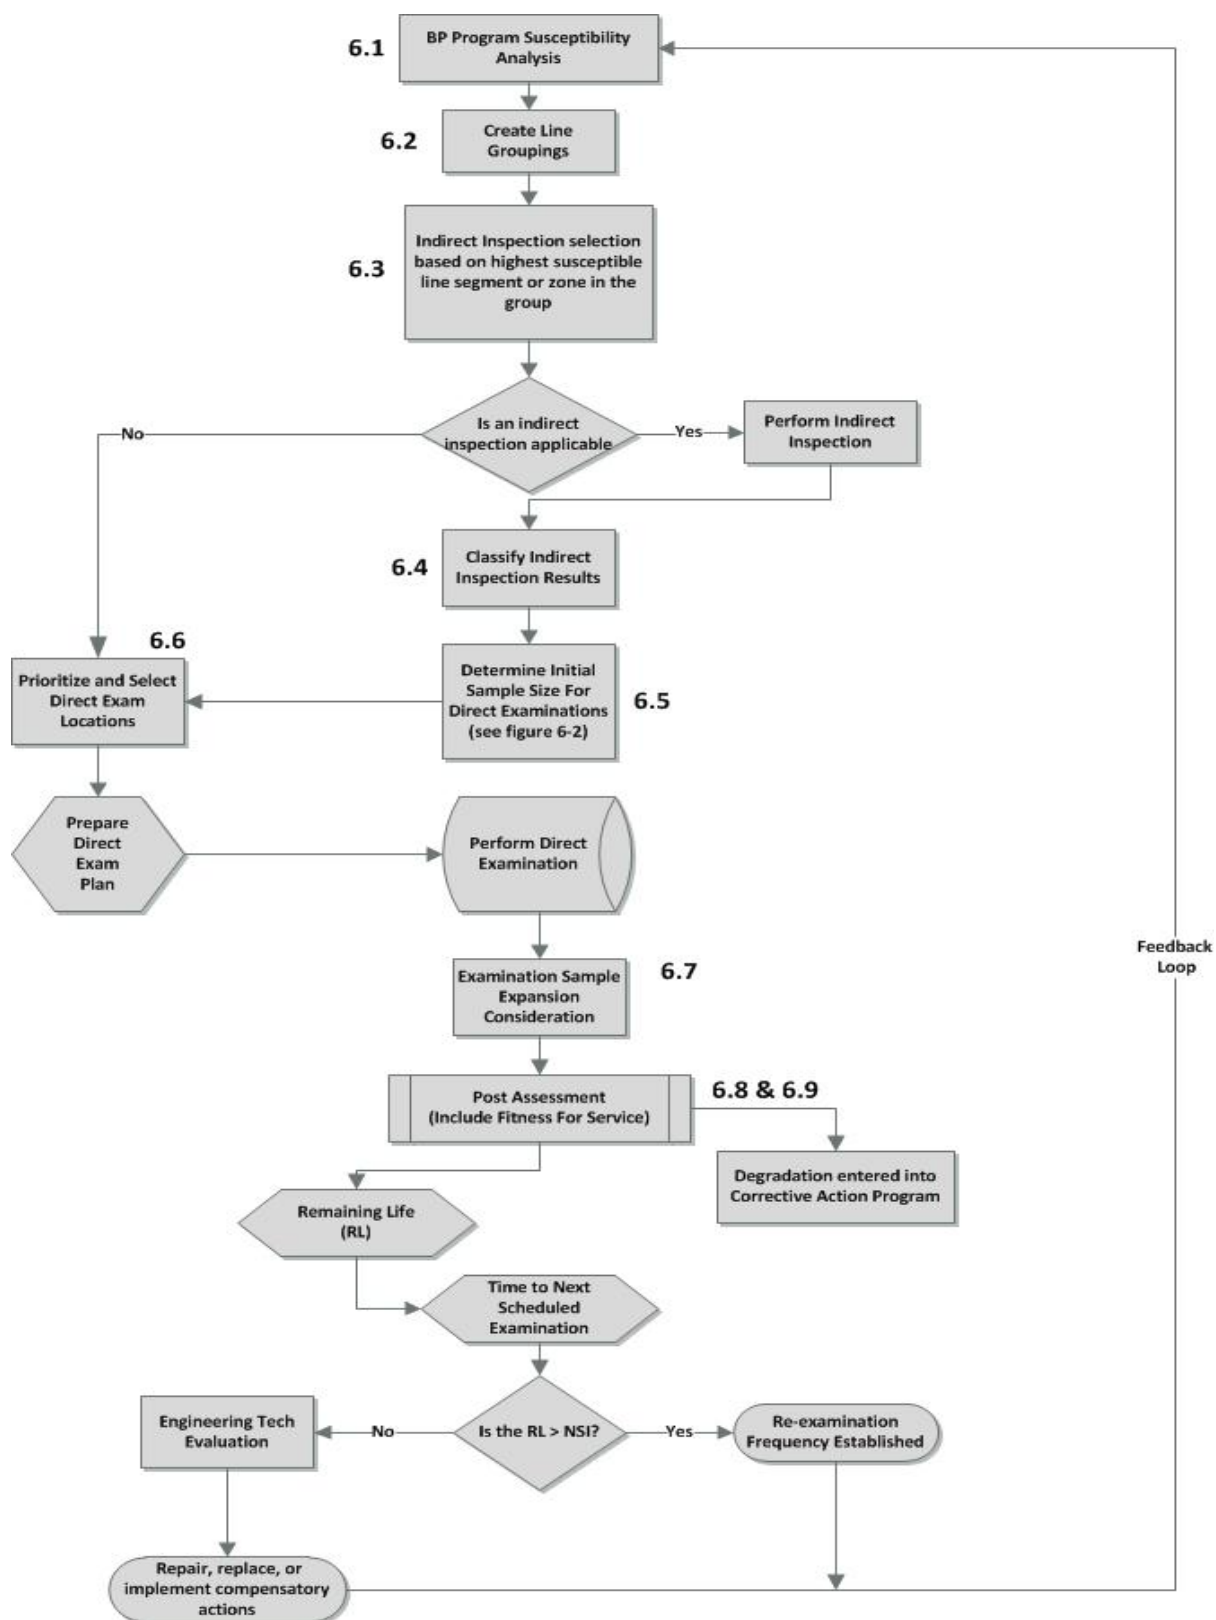 6.1
BP Program Susceptibility
Analysis
6.2
Create Line
Groupings
6.3
Indirect Inspection selection
based on highest susceptible
line segment or zone in the
group
Is an indirect
inspection applicable
No
Yes
Perform Indirect
Inspection
6.4
Classify Indirect
Inspection Results
6.6
Prioritize and Select
Direct Exam
Locations
Determine Initial
Sample Size For
Direct Examinations
(see figure 6-2)
6.5
Prepare
Direct
Exam
Plan
Perform Direct
Examination
Feedback
Loop
Examination Sample
Expansion
Consideration
6.7
Post Assessment
(Include Fitness For Service)
6.8 & 6.9
Degradation entered into
Corrective Action Program
Remaining Life
(RL)
Time to Next
Scheduled
Examination
Engineering Tech
Evaluation
No
Is the RL > NSI?
Yes
Re-examination
Frequency Established
Repair, replace, or
implement compensatory
actions